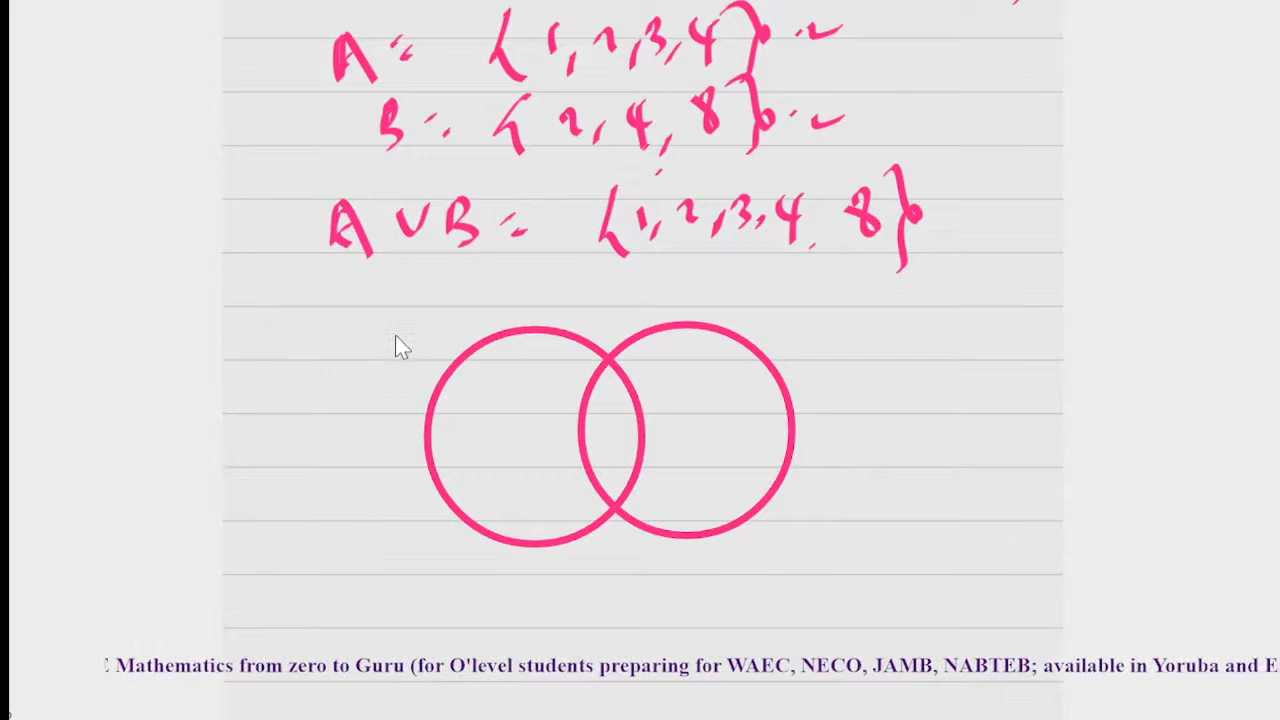 A = {1, 2, 3, 4}
B = {2, 4, 8}
A ∪ B = {1, 2, 3, 4, 8}
Mathematics from zero to Guru (for O'level students preparing for WAEC, NECO, JAMB, NABTEB; available in Yoruba and E